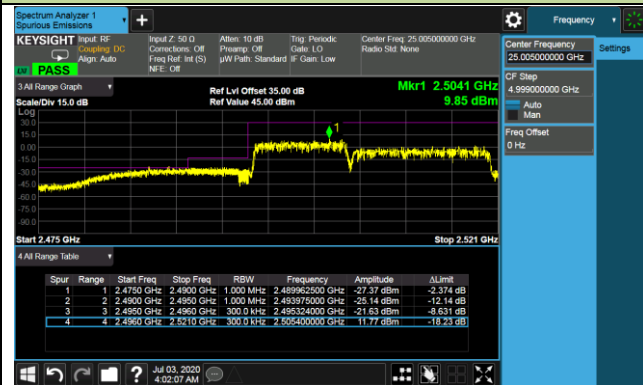 Spectrum Analyzer 1
Spurious Emissions
Frequency
KEYSIGHT Input: RF Input Z: 50 Ω Atten: 10 dB Trig: Periodic Center Freq: 25.005000000 GHz
Coupling: DC Corrections: Off Preamp: Off Gate: LO Radio Std: None
Align: Auto Freq Ref: Int (S) µW Path: Standard IF Gain: Low
NFE: Off
PASS
Center Frequency
25.005000000 GHz
Settings
CF Step
4.999000000 GHz
Auto
Man
Freq Offset
0 Hz
3 All Range Graph
Ref Lvl Offset 35.00 dB
Mkr1 2.5041 GHz
Scale/Div 15.0 dB
Ref Value 45.00 dBm
9.85 dBm
Log
30.0
15.0
0.00
-15.0
-30.0
-45.0
-60.0
-75.0
-90.0
1
Start 2.475 GHz
Stop 2.521 GHz
4 All Range Table
Spur Range Start Freq Stop Freq RBW Frequency Amplitude ΔLimit
1 1 2.4750 GHz 2.4900 GHz 1.000 MHz 2.489962500 GHz -27.37 dBm -2.374 dB
2 2 2.4900 GHz 2.4950 GHz 1.000 MHz 2.493975000 GHz -25.14 dBm -12.14 dB
3 3 2.4950 GHz 2.4960 GHz 300.0 kHz 2.495324000 GHz -21.63 dBm -8.631 dB
4 4 2.4960 GHz 2.5210 GHz 300.0 kHz 2.505400000 GHz 11.77 dBm -18.23 dB
Jul 03, 2020
4:02:07 AM